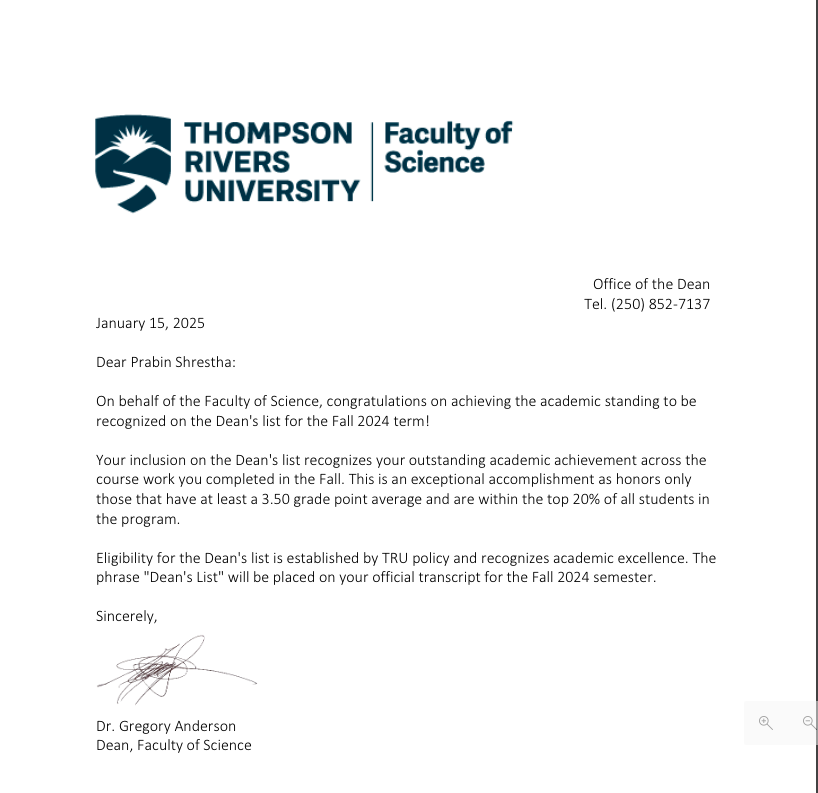 THOMPSON
RIVERS
UNIVERSITY
Faculty of
Science
Office of the Dean
Tel. (250) 852-7137
January 15, 2025
Dear Prabin Shrestha:
On behalf of the Faculty of Science, congratulations on achieving the academic standing to be
recognized on the Dean's list for the Fall 2024 term!
Your inclusion on the Dean's list recognizes your outstanding academic achievement across the
course work you completed in the Fall. This is an exceptional accomplishment as honors only
those that have at least a 3.50 grade point average and are within the top 20% of all students in
the program.
Eligibility for the Dean's list is established by TRU policy and recognizes academic excellence. The
phrase "Dean's List" will be placed on your official transcript for the Fall 2024 semester.
Sincerely,
Dr. Gregory Anderson
Dean, Faculty of Science